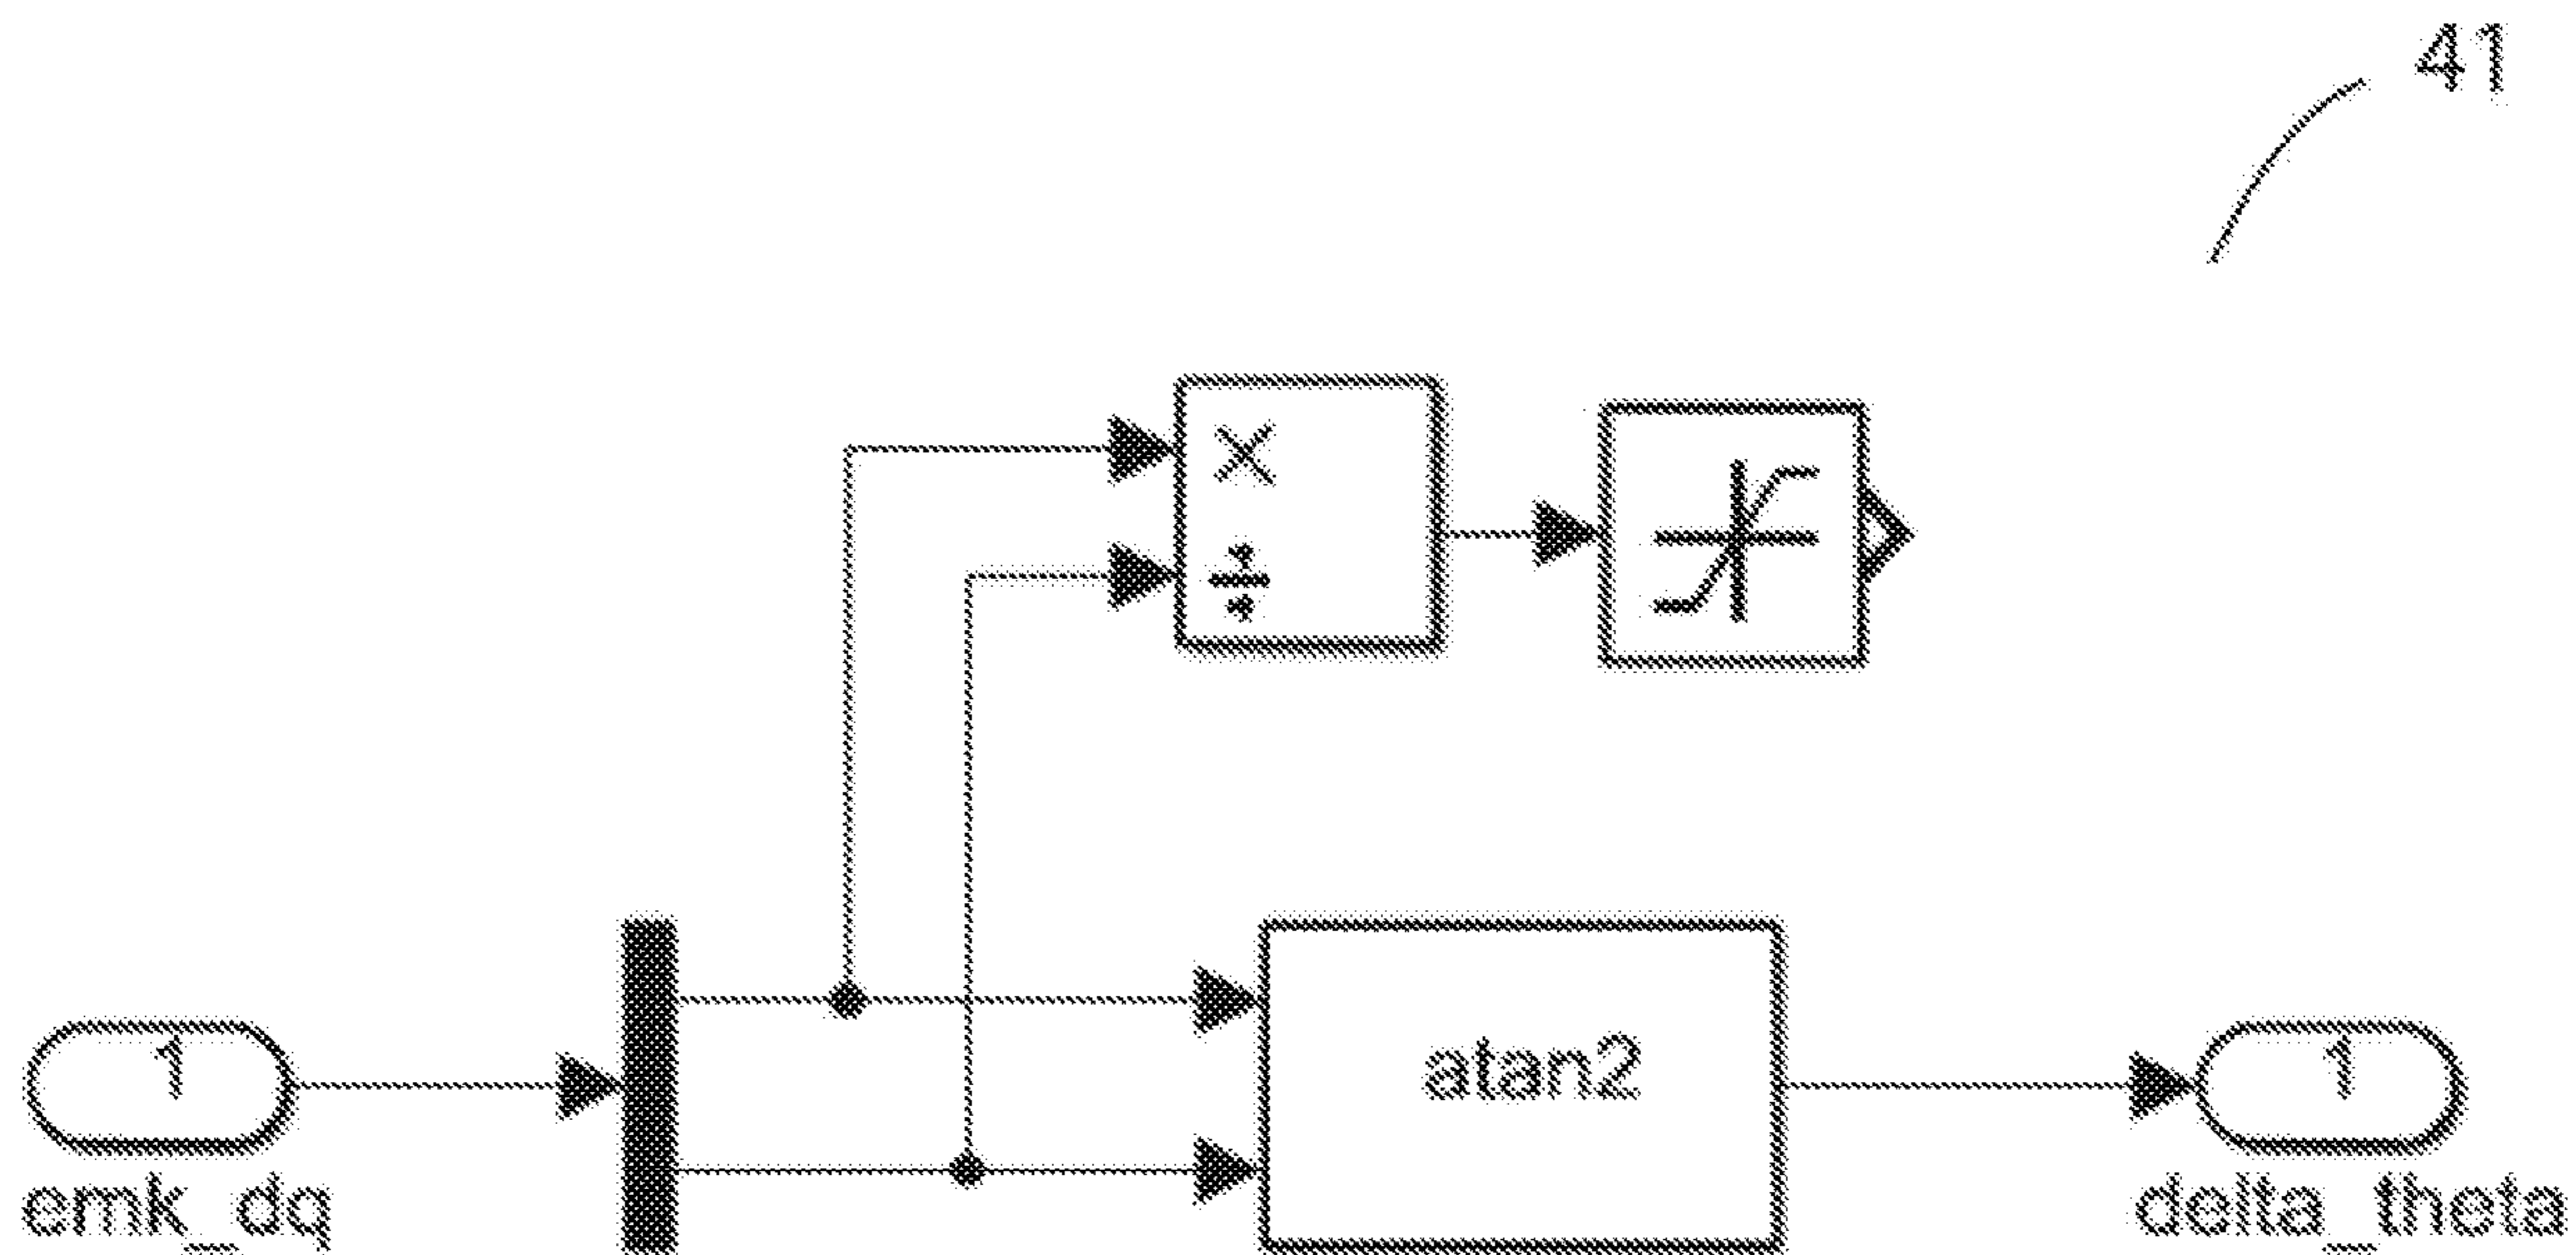 41
×
÷
1
atan2
1
emk_dq
delta_theta